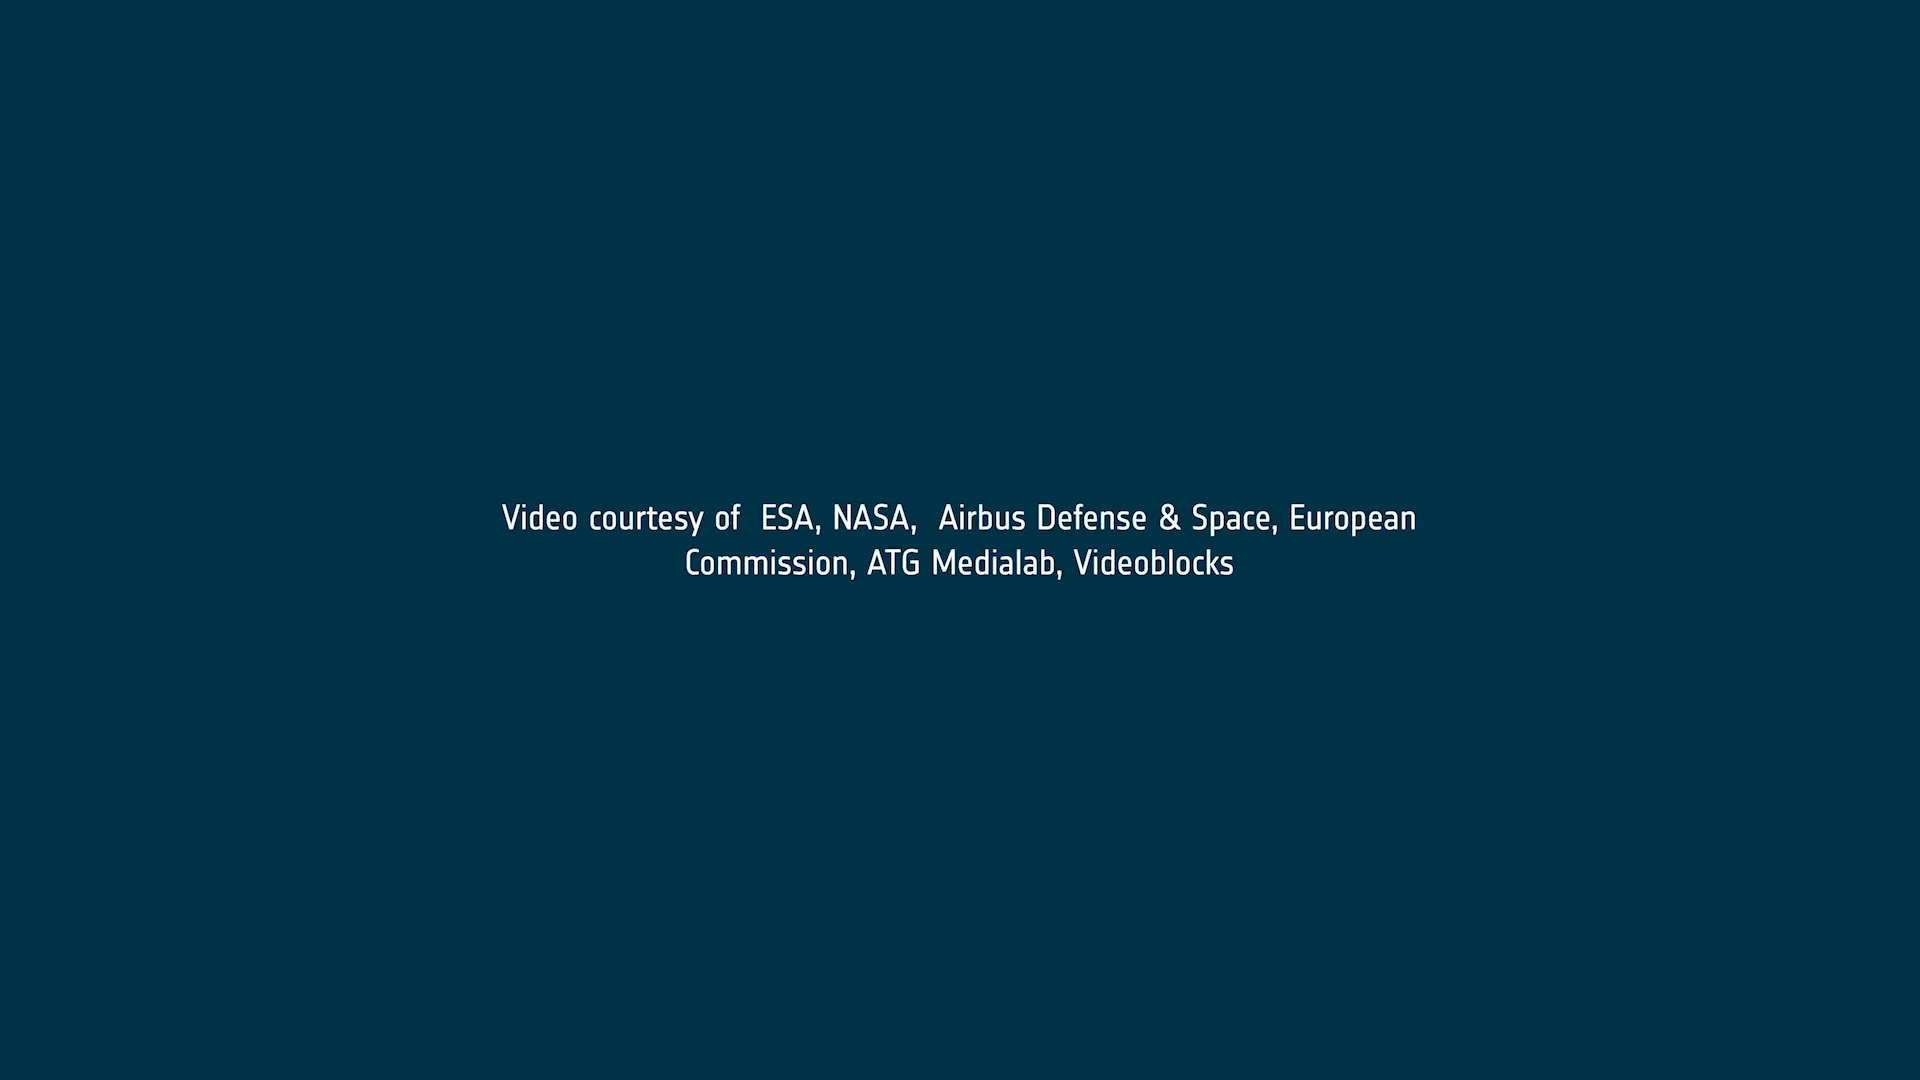 Video courtesy of  ESA, NASA,  Airbus Defense & Space, European
Commission, ATG Medialab, Videoblocks